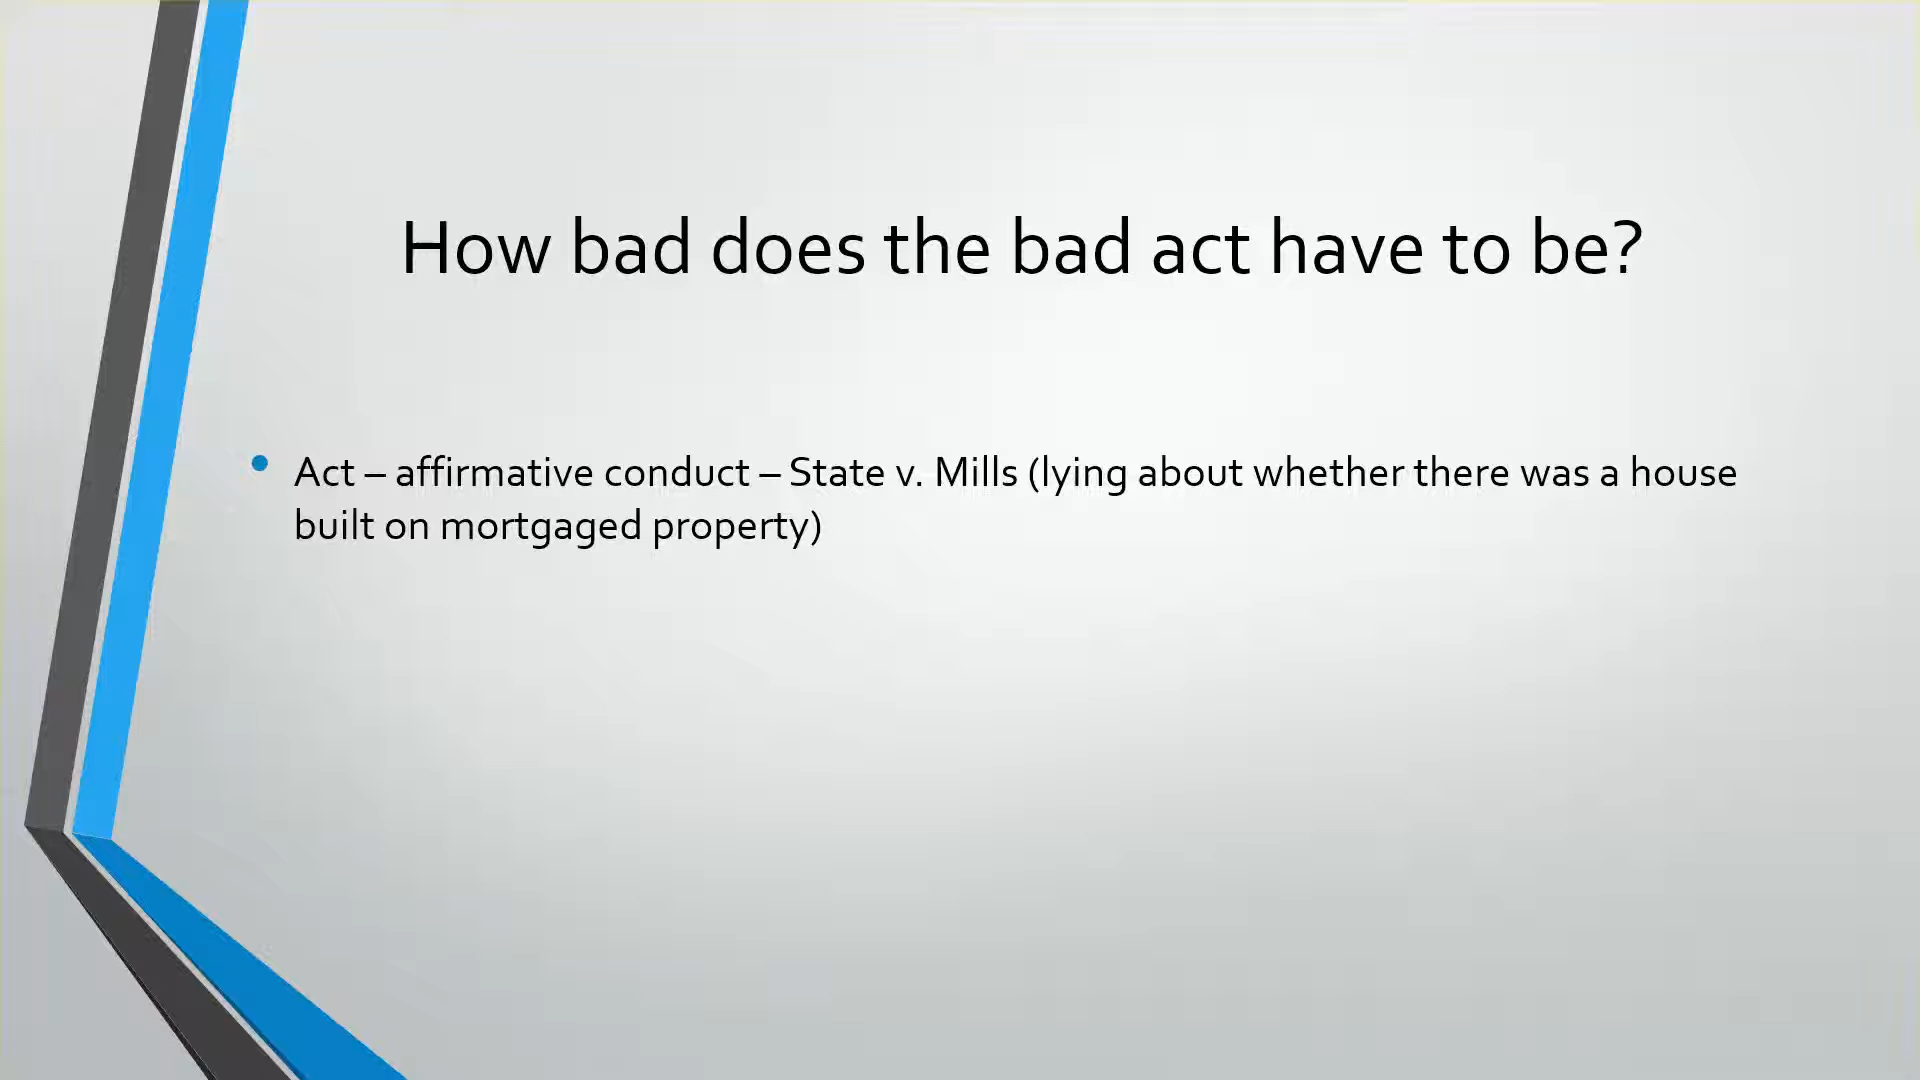 How bad does the bad act have to be?
• Act – affirmative conduct – State v. Mills (lying about whether there was a house
built on mortgaged property)